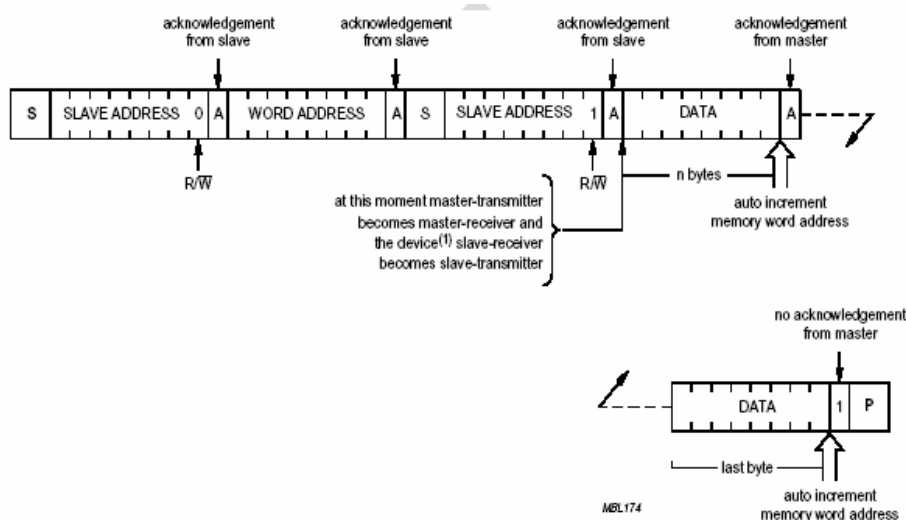 acknowledgement
from slave
acknowledgement
from slave
acknowledgement
from slave
acknowledgement
from master
S SLAVE ADDRESS 0 A WORD ADDRESS A S SLAVE ADDRESS 1 A DATA A
R/W̅
R/W̅
n bytes
at this moment master-transmitter
becomes master-receiver and
the device(1) slave-receiver
becomes slave-transmitter
auto increment
memory word address
no acknowledgement
from master
DATA 1 P
last byte
auto increment
memory word address
MBL174